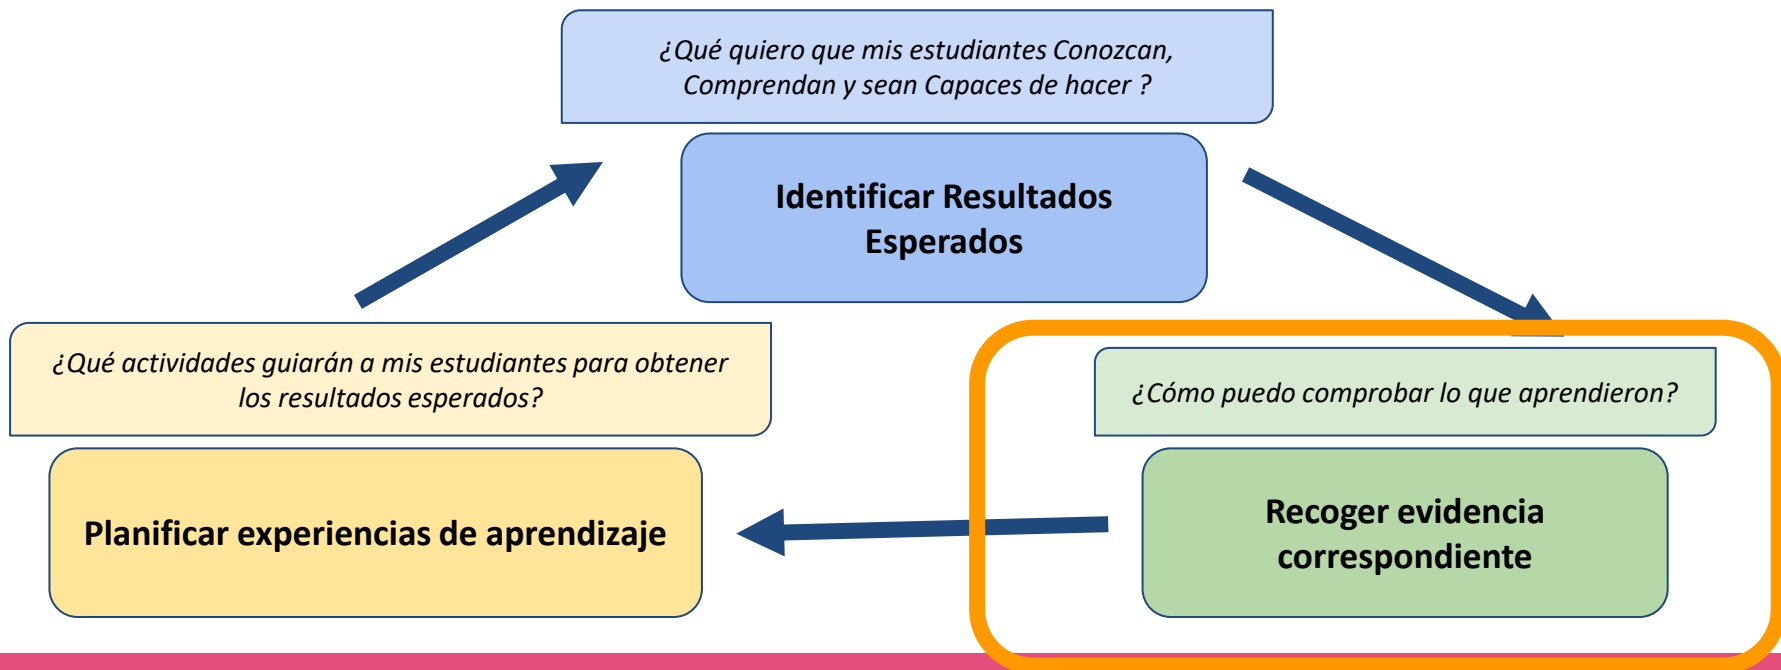 ¿Qué quiero que mis estudiantes Conozcan,
Comprendan y sean Capaces de hacer ?
Identificar Resultados
Esperados
¿Qué actividades guiarán a mis estudiantes para obtener
los resultados esperados?
Planificar experiencias de aprendizaje
¿Cómo puedo comprobar lo que aprendieron?
Recoger evidencia
correspondiente